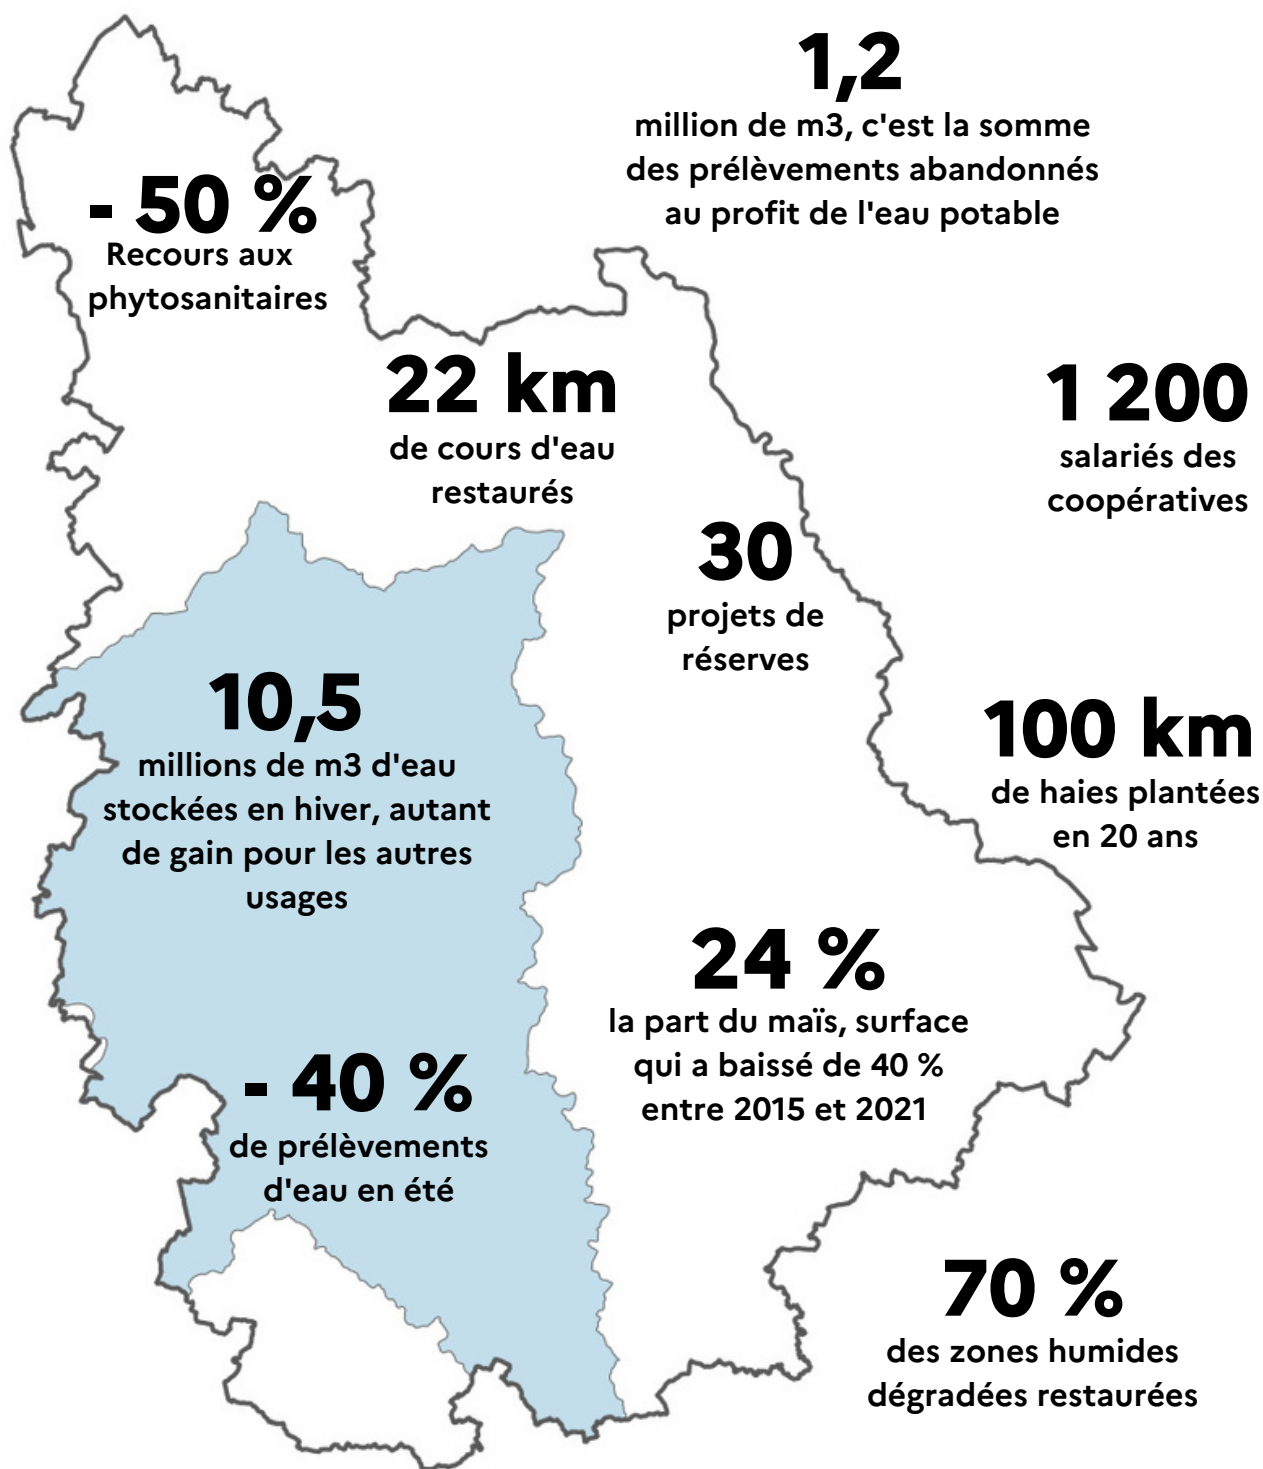 1,2
million de m3, c'est la somme
des prélèvements abandonnés
au profit de l'eau potable
- 50 %
Recours aux
phytosanitaires
22 km
de cours d'eau
restaurés
1 200
salariés des
coopératives
30
projets de
réserves
10,5
millions de m3 d'eau
stockées en hiver, autant
de gain pour les autres
usages
100 km
de haies plantées
en 20 ans
24 %
la part du maïs, surface
qui a baissé de 40 %
entre 2015 et 2021
- 40 %
de prélèvements
d'eau en été
70 %
des zones humides
dégradées restaurées